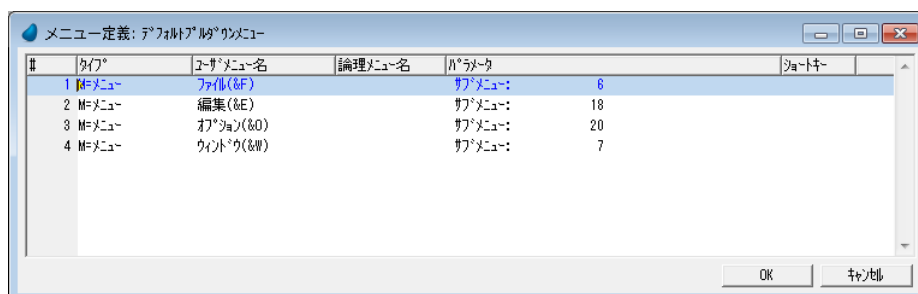 メニュー定義: ﾃﾞﾌｫﾙﾄﾌﾟﾙﾀﾞｳﾝﾒﾆｭｰ
# ﾀｲﾌﾟ ﾕｰｻﾞﾒﾆｭｰ名 論理ﾒﾆｭｰ名 ﾊﾟﾗﾒｰﾀ ｼｮｰﾄｷｰ
1 M=ﾒﾆｭｰ ファイル(&F) ｻﾌﾞﾒﾆｭｰ: 6
2 M=ﾒﾆｭｰ 編集(&E) ｻﾌﾞﾒﾆｭｰ: 18
3 M=ﾒﾆｭｰ ｵﾌﾟｼｮﾝ(&O) ｻﾌﾞﾒﾆｭｰ: 20
4 M=ﾒﾆｭｰ ｳｨﾝﾄﾞｳ(&W) ｻﾌﾞﾒﾆｭｰ: 7
OK ｷｬﾝｾﾙ